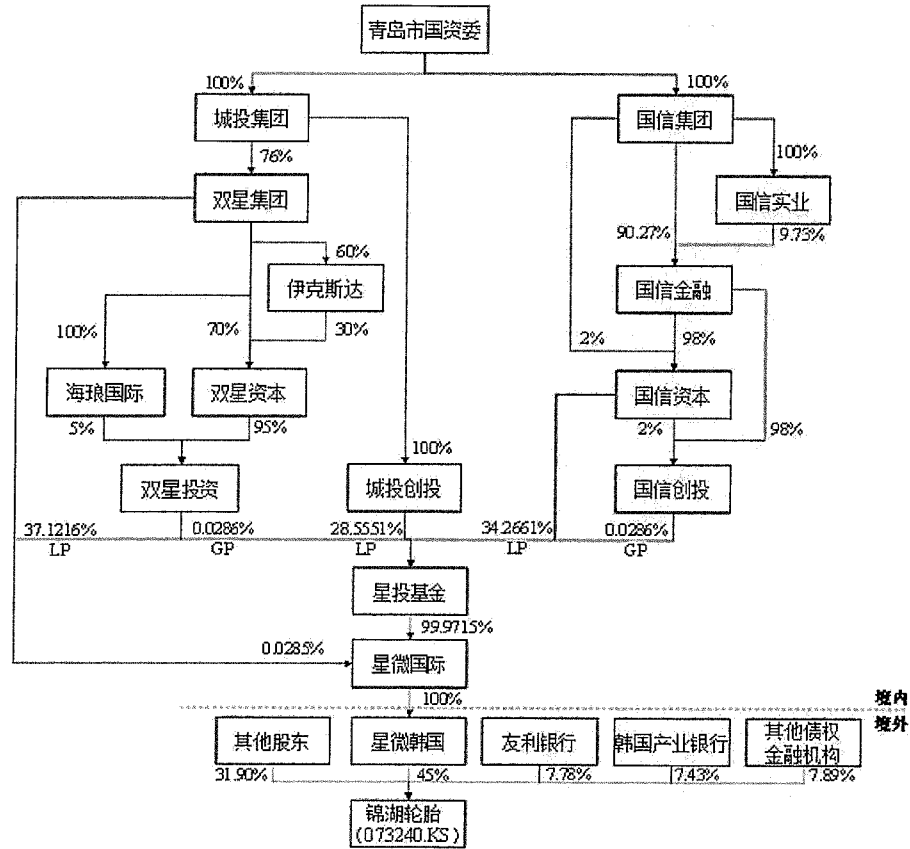 青岛市国资委
100%
100%
城投集团
国信集团
76%
100%
双星集团
国信实业
60%
90.27%
9.73%
伊克斯达
国信金融
100%
70%
30%
2%
98%
海琅国际
双星资本
国信资本
5%
95%
100%
2%
98%
双星投资
城投创投
国信创投
37.1216%
0.0286%
28.5551%
34.2661%
0.0286%
LP
GP
LP
LP
GP
星投基金
99.9715%
0.0285%
星微国际
100%
境内
境外
其他股东
星微韩国
友利银行
韩国产业银行
其他债权
金融机构
31.90%
45%
7.78%
7.43%
7.89%
锦湖轮胎
(073240.KS)